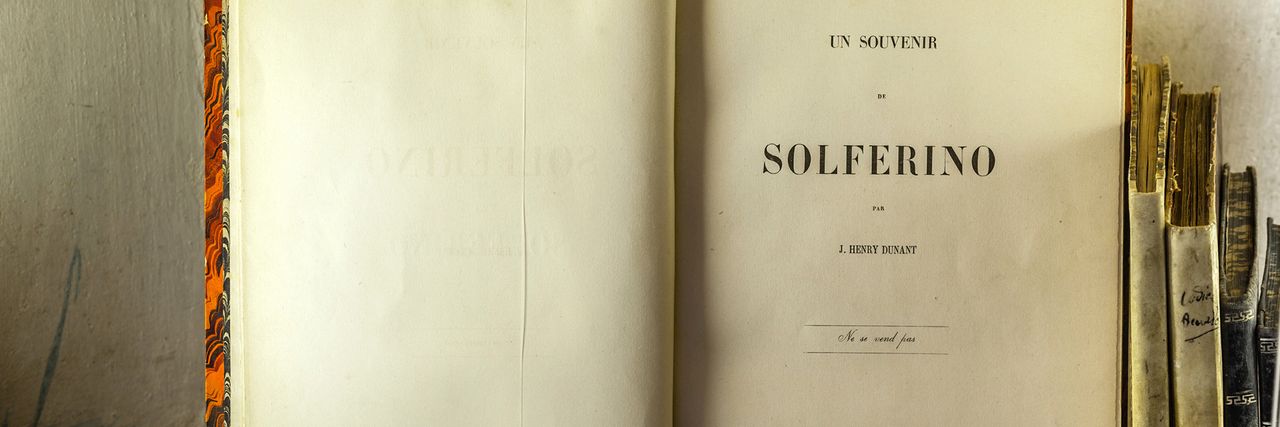 UN SOUVENIR
DE
SOLFERINO
PAR
J. HENRY DUNANT
Ne se vend pas